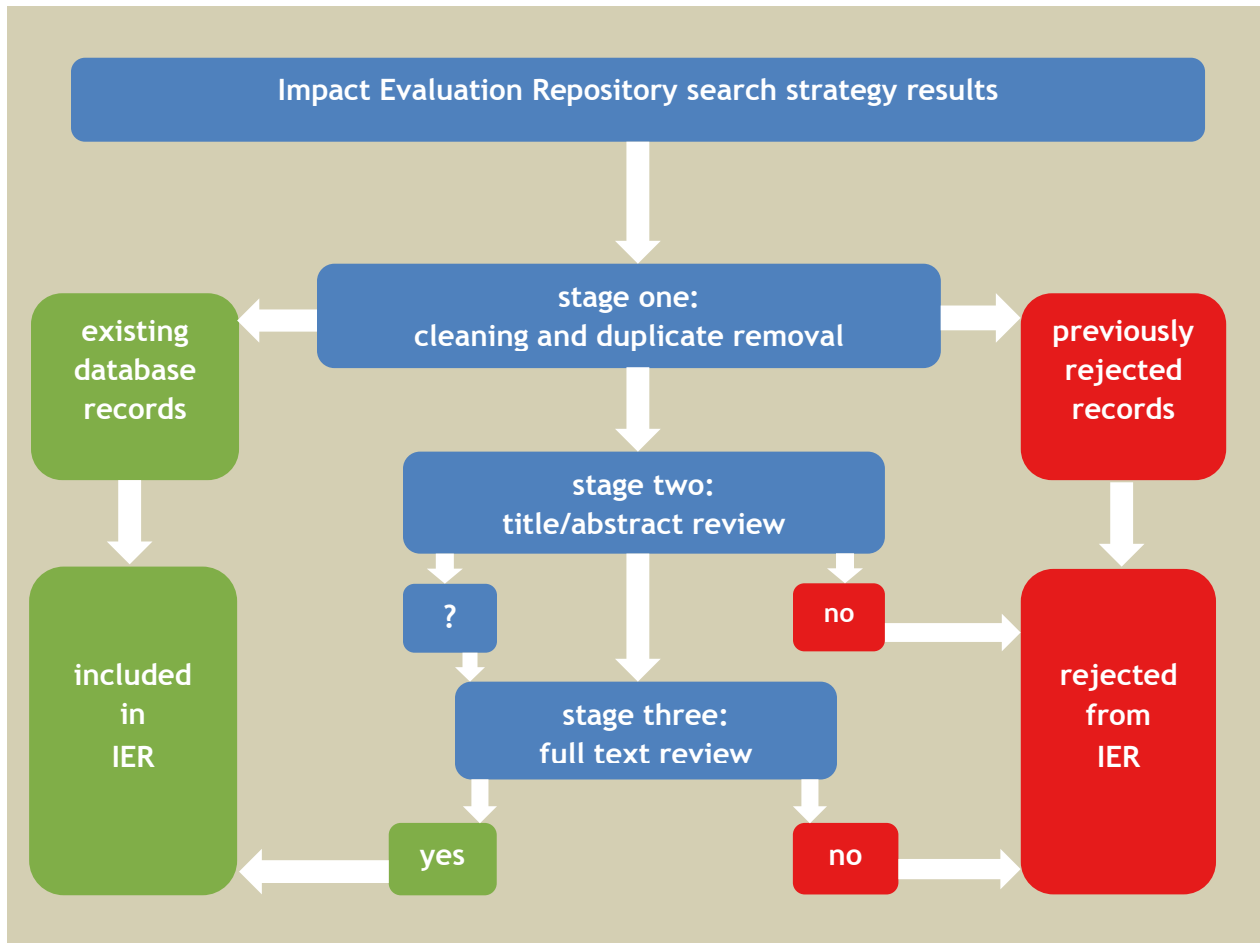 Impact Evaluation Repository search strategy results
stage one:
cleaning and duplicate removal
existing
database
records
previously
rejected
records
stage two:
title/abstract review
?
no
included
in
IER
stage three:
full text review
rejected
from
IER
yes
no